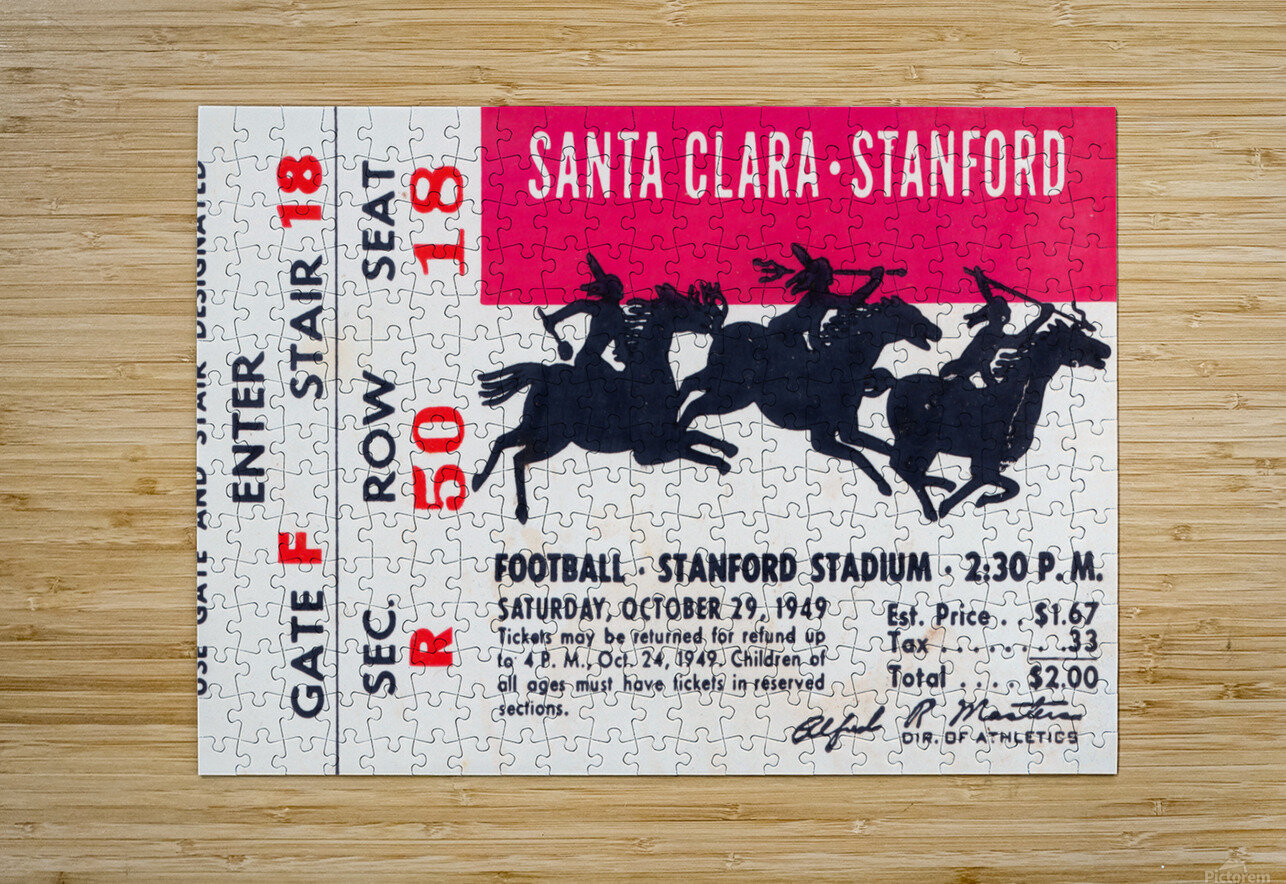 USE GATE AND STAIR DESIGNATED
ENTER
GATE F STAIR 18
SEC. ROW SEAT
R 50 18
SANTA CLARA · STANFORD
FOOTBALL · STANFORD STADIUM · 2:30 P. M.
SATURDAY, OCTOBER 29, 1949
Tickets may be returned for refund up
to 4 P. M., Oct. 24, 1949. Children of
all ages must have tickets in reserved
sections.
Est. Price . . $1.67
Tax . . . . . . . . .33
Total . . . . $2.00
Alfred R. Masters
DIR. OF ATHLETICS
Pictorem